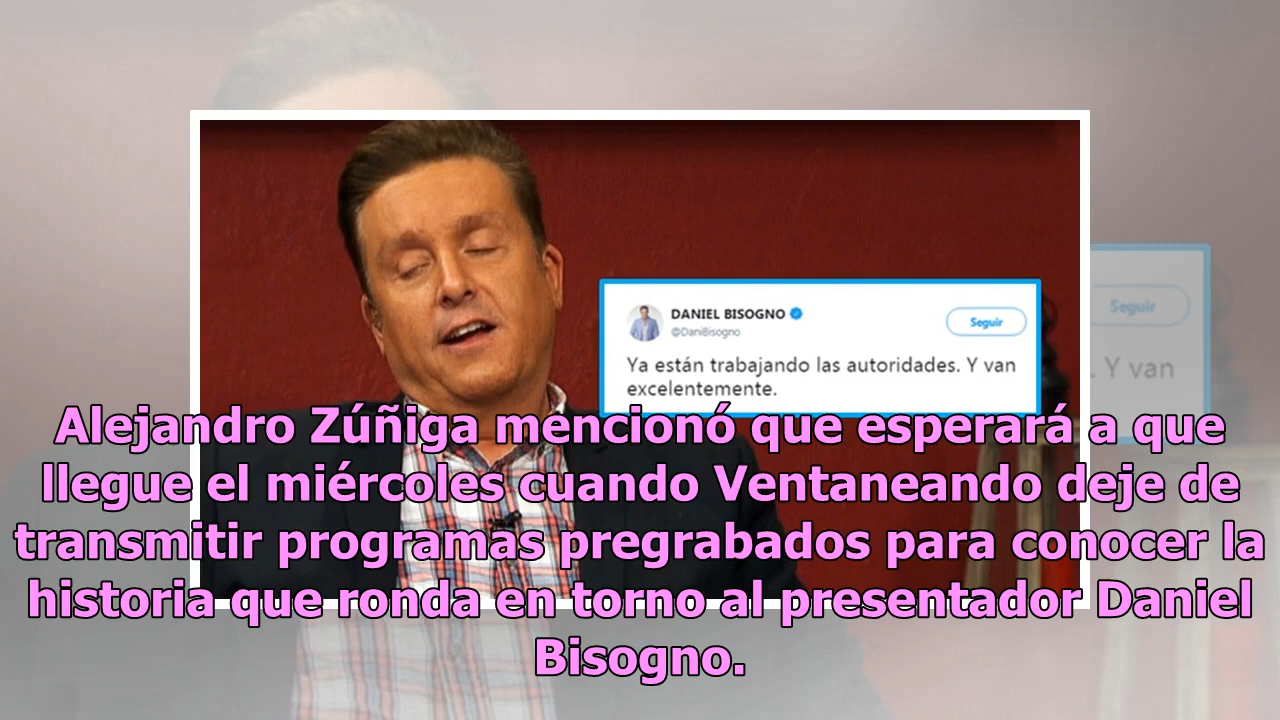 DANIEL BISOGNO
@DaniBisogno
Seguir
Ya están trabajando las autoridades. Y van
excelentemente.
Seguir
. Y van
Alejandro Zúñiga mencionó que esperará a que
llegue el miércoles cuando Ventaneando deje de
transmitir programas pregrabados para conocer la
historia que ronda en torno al presentador Daniel
Bisogno.